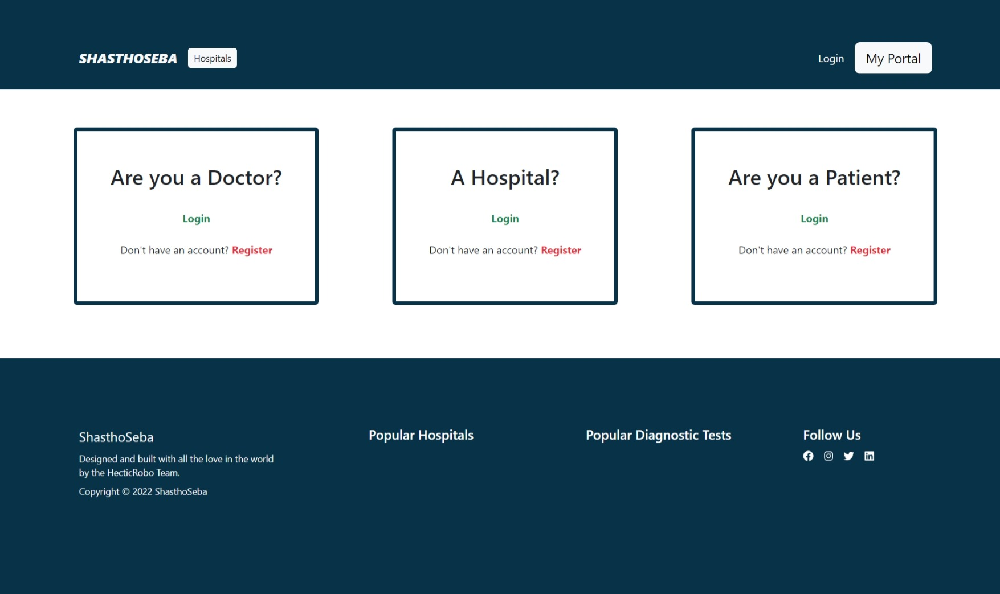 SHASTHOSEBA
Hospitals
Login
My Portal
Are you a Doctor?
Login
Don't have an account? Register
A Hospital?
Login
Don't have an account? Register
Are you a Patient?
Login
Don't have an account? Register
ShasthoSeba
Designed and built with all the love in the world
by the HecticRobo Team.
Copyright © 2022 ShasthoSeba
Popular Hospitals
Popular Diagnostic Tests
Follow Us